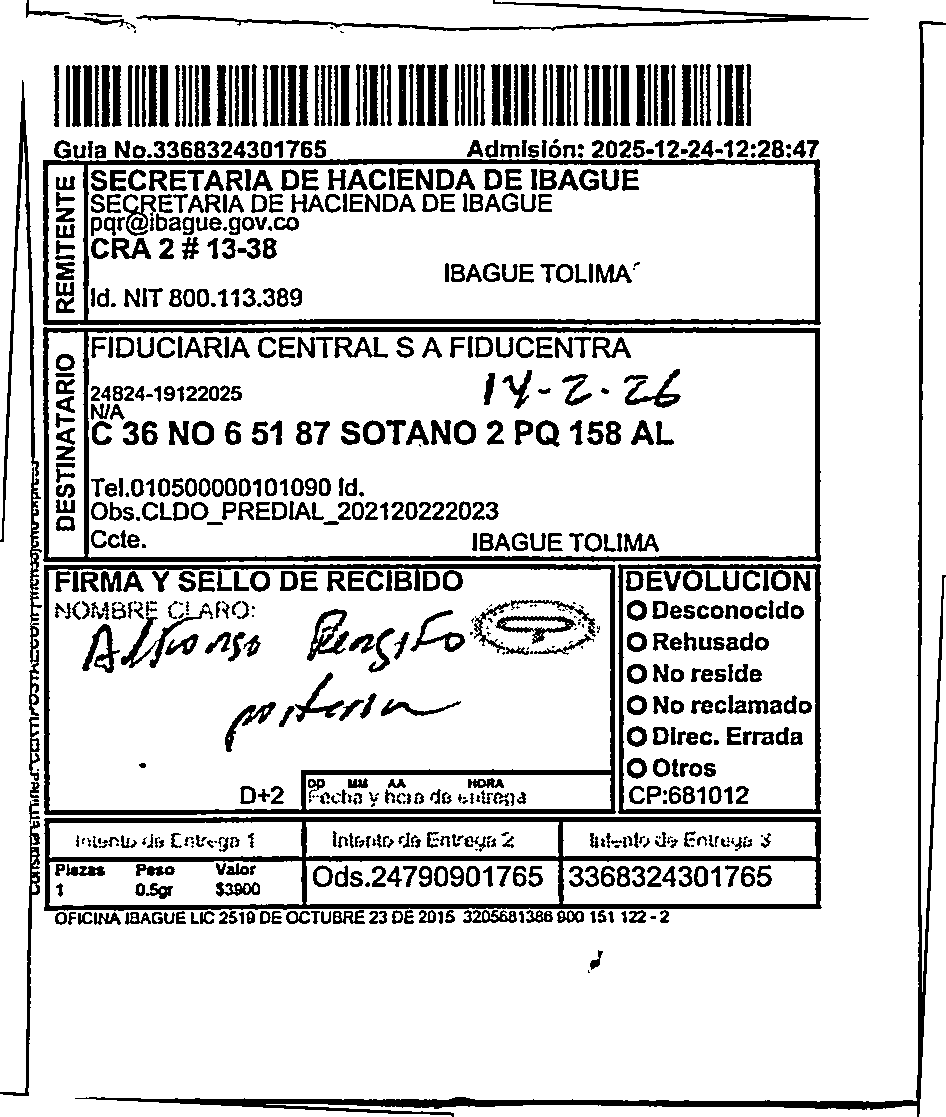 Guia No.3368324301765 Admisión: 2025-12-24-12:28:47
REMITENTE
SECRETARIA DE HACIENDA DE IBAGUE
SECRETARIA DE HACIENDA DE IBAGUE
pqr@ibague.gov.co
CRA 2 # 13-38
IBAGUE TOLIMA
Id. NIT 800.113.389
DESTINATARIO
FIDUCIARIA CENTRAL S A FIDUCENTRA
14-2-26
24824-19122025
N/A
C 36 NO 6 51 87 SOTANO 2 PQ 158 AL
Tel.010500000101090 Id.
Obs.CLDO_PREDIAL_202120222023
Ccte. IBAGUE TOLIMA
FIRMA Y SELLO DE RECIBIDO
NOMBRE CLARO:
Alfonso Rengifo
porteria
D+2
DD MM AA HORA
Fecha y hora de entrega
DEVOLUCION
Desconocido
Rehusado
No reside
No reclamado
Direc. Errada
Otros
CP:681012
Intento de Entrega 1 Intento de Entrega 2 Intento de Entrega 3
Piezas Peso Valor
1 0.5gr $3900
Ods.24790901765 3368324301765
OFICINA IBAGUE LIC 2519 DE OCTUBRE 23 DE 2015 3205681386 900 151 122 - 2